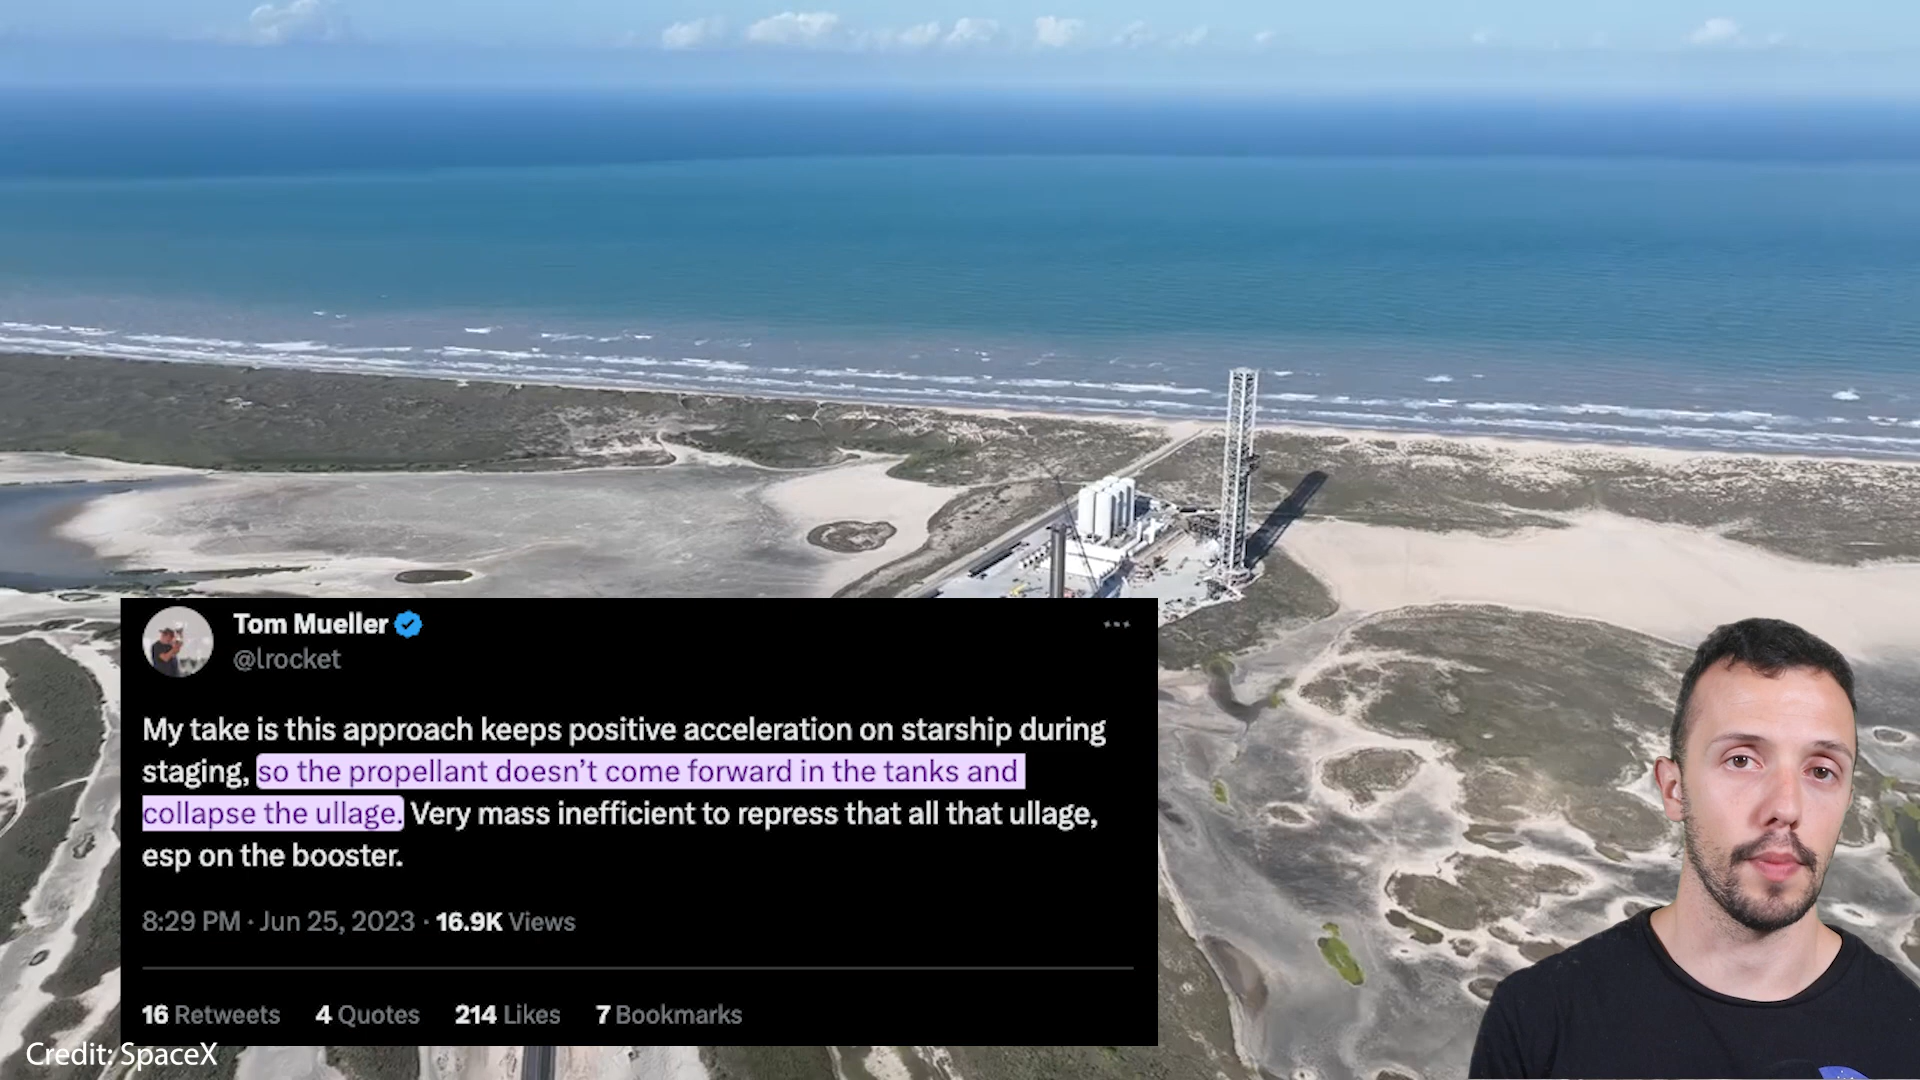 Tom Mueller
@lrocket
My take is this approach keeps positive acceleration on starship during
staging, so the propellant doesn't come forward in the tanks and
collapse the ullage. Very mass inefficient to repress that all that ullage,
esp on the booster.
8:29 PM · Jun 25, 2023 · 16.9K Views
16 Retweets 4 Quotes 214 Likes 7 Bookmarks
Credit: SpaceX